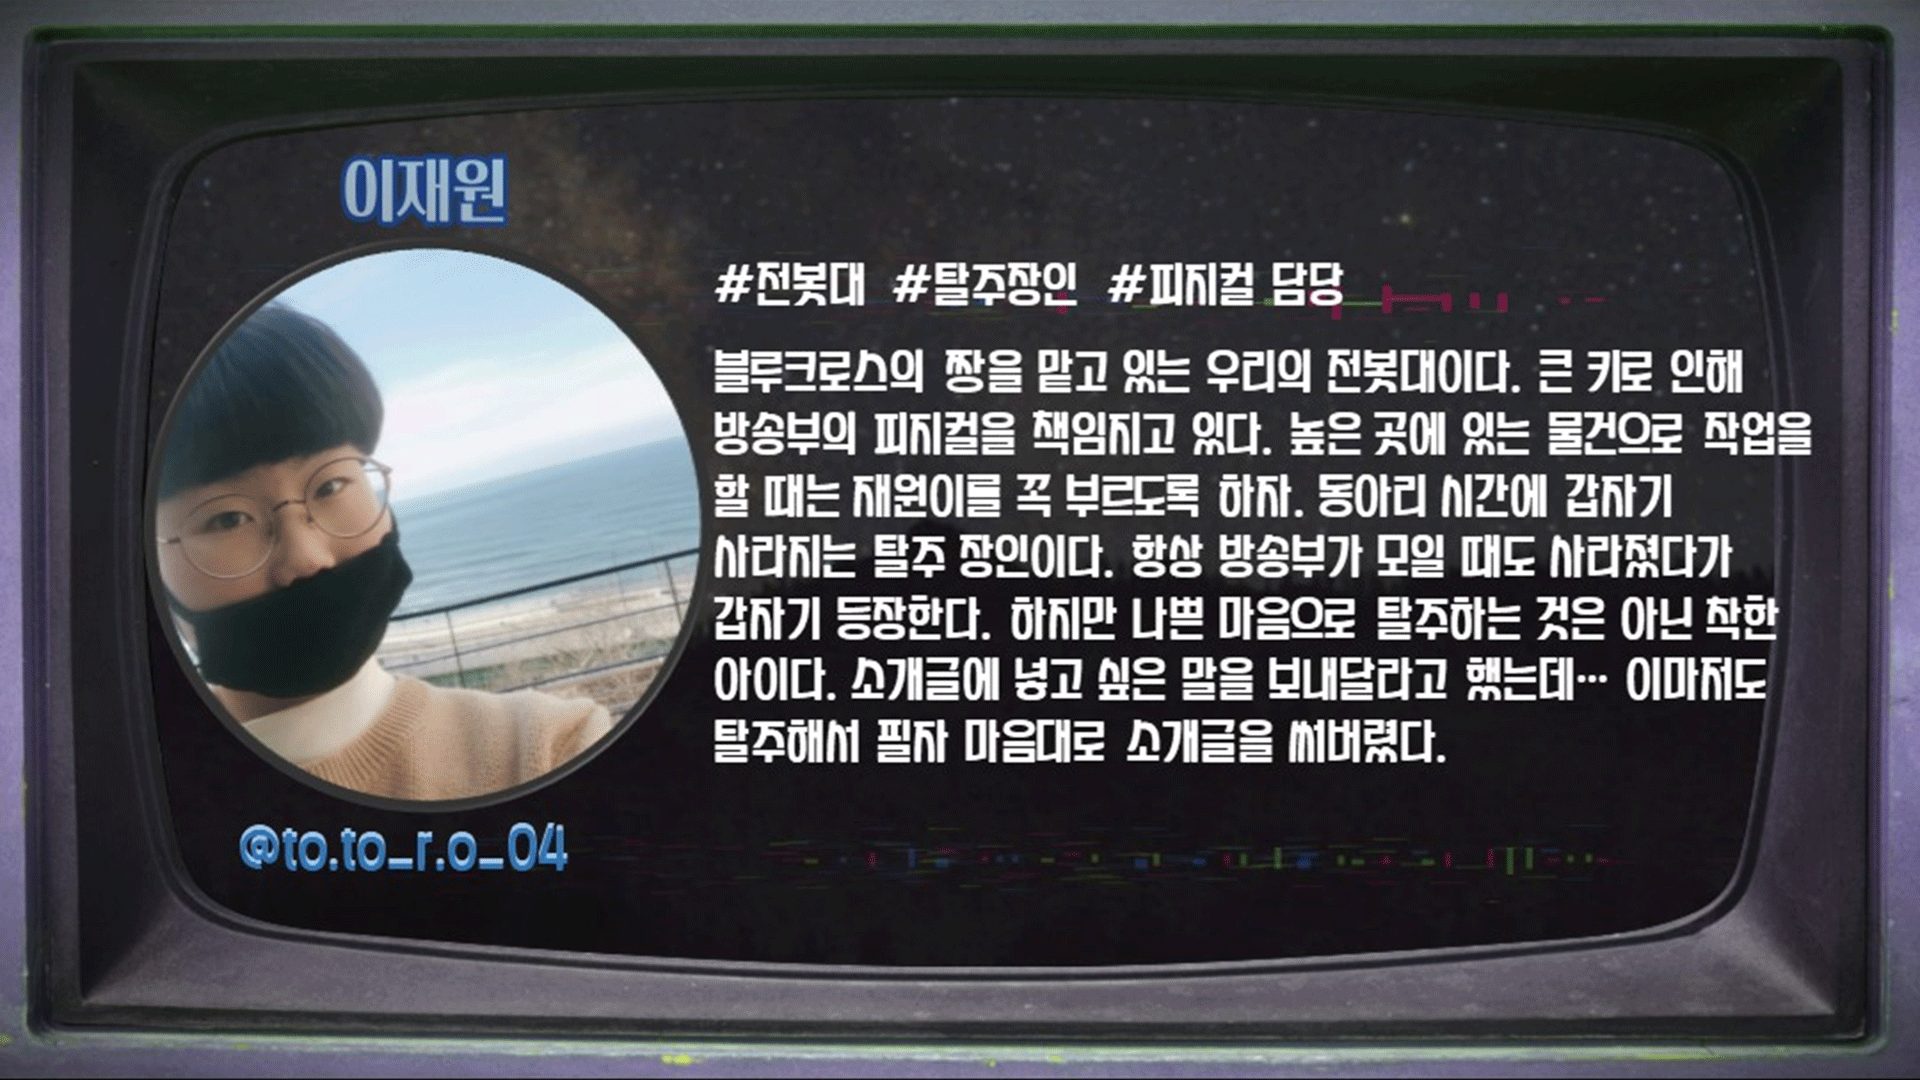 이재원
#전봇대 #탈주장인 #피지컬 담당
블루크로스의 짱을 맡고 있는 우리의 전봇대이다. 큰 키로 인해
방송부의 피지컬을 책임지고 있다. 높은 곳에 있는 물건으로 작업을
할 때는 재원이를 꼭 부르도록 하자. 동아리 시간에 갑자기
사라지는 탈주 장인이다. 항상 방송부가 모일 때도 사라졌다가
갑자기 등장한다. 하지만 나쁜 마음으로 탈주하는 것은 아닌 착한
아이다. 소개글에 넣고 싶은 말을 보내달라고 했는데… 이마저도
탈주해서 필자 마음대로 소개글을 써버렸다.
@to.to_r.o_04